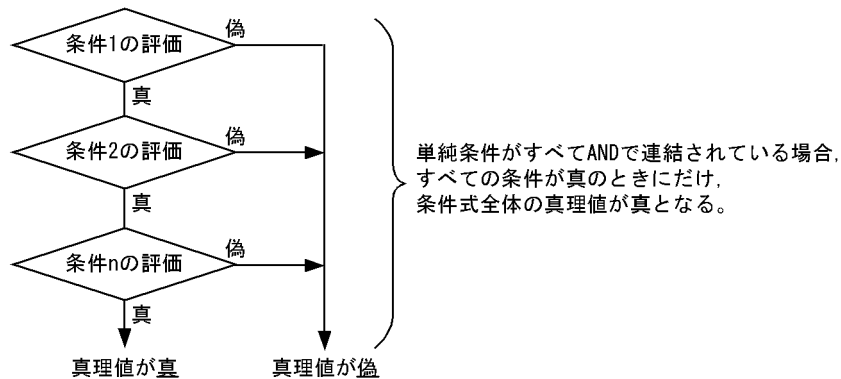 条件1の評価
偽
真
条件2の評価
偽
真
条件nの評価
偽
真
真理値が真
真理値が偽
単純条件がすべてANDで連結されている場合,
すべての条件が真のときにだけ,
条件式全体の真理値が真となる。